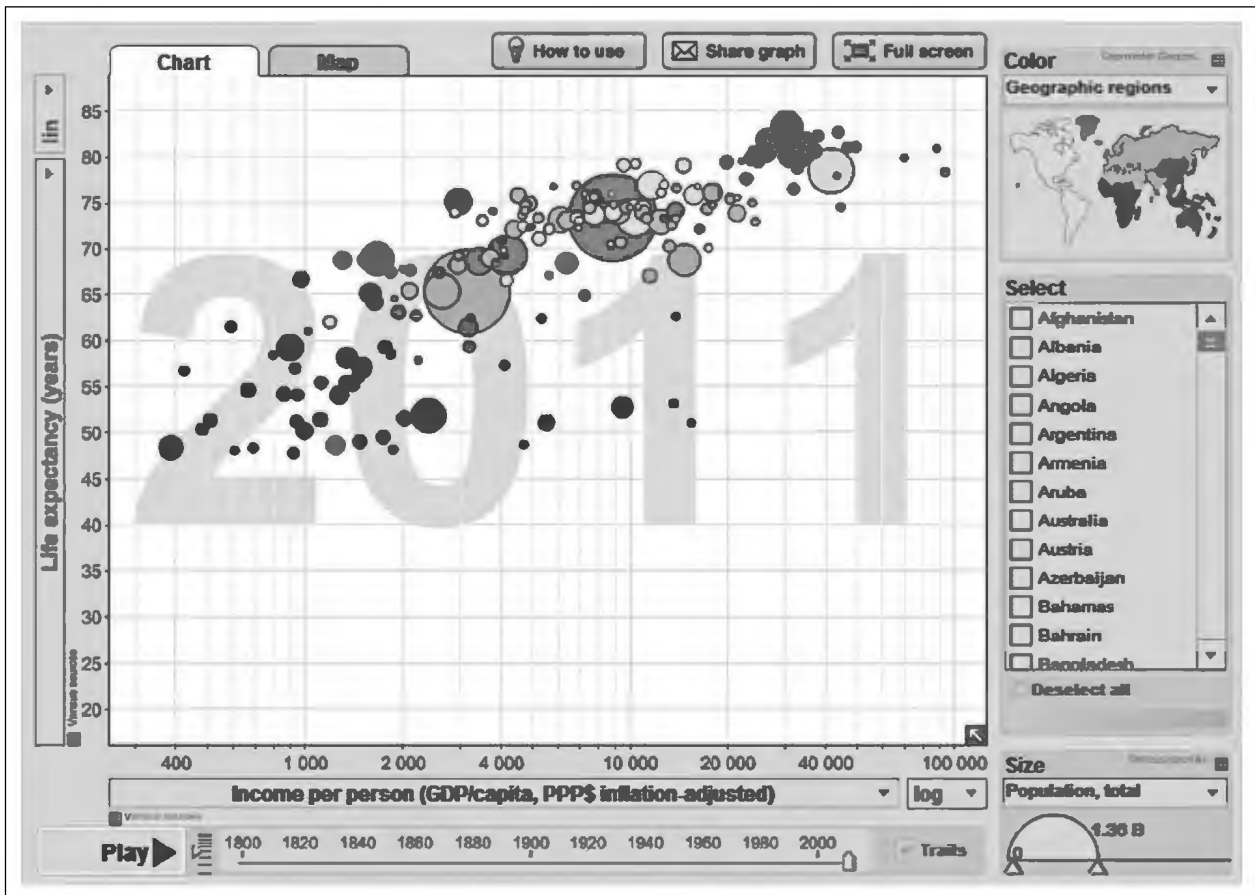 Chart
Map
How to use
Share graph
Full screen
Color
Geographic regions
lin
Life expectancy (years)
85
80
75
70
65
60
55
50
45
40
35
30
25
20
2011
400
1 000
2 000
4 000
10 000
20 000
40 000
100 000
Income per person (GDP/capita, PPP$ inflation-adjusted)
log
Select
Afghanistan
Albania
Algeria
Angola
Argentina
Armenia
Aruba
Australia
Austria
Azerbaijan
Bahamas
Bahrain
Bangladesh
Deselect all
Size
Population, total
1.36 B
0
Play
1800 1820 1840 1860 1880 1900 1920 1940 1960 1980 2000
Trails